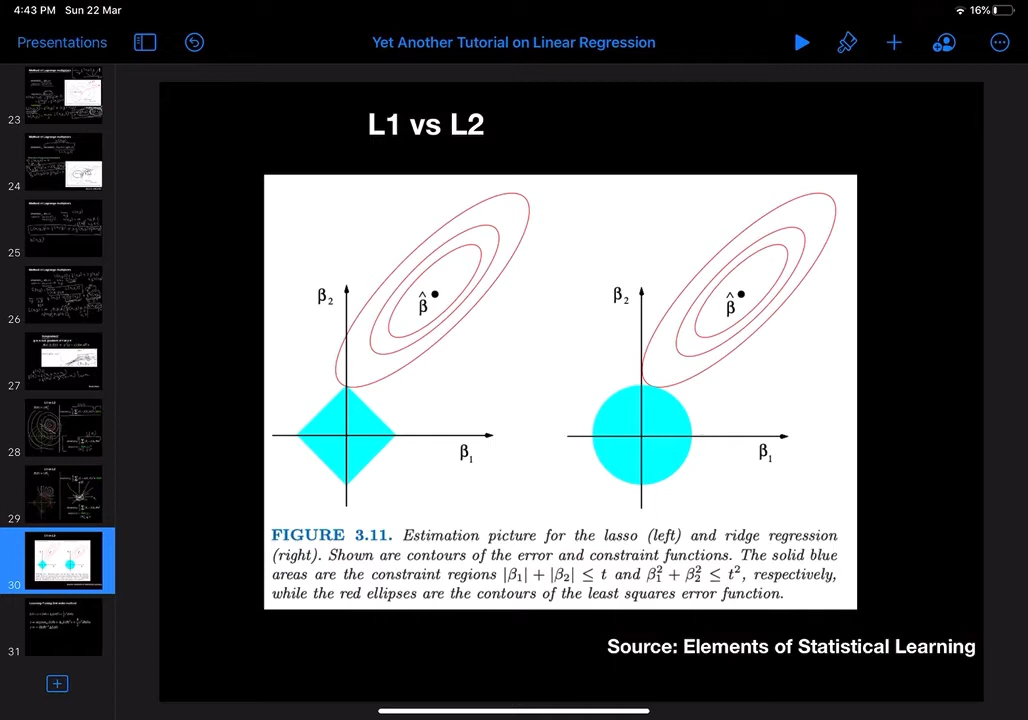 4:43 PM Sun 22 Mar
16%
Presentations
Yet Another Tutorial on Linear Regression
23
24
25
26
27
28
29
30
31
L1 vs L2
β₂
β̂
β₁
β₂
β̂
β₁
FIGURE 3.11. Estimation picture for the lasso (left) and ridge regression
(right). Shown are contours of the error and constraint functions. The solid blue
areas are the constraint regions |β₁| + |β₂| ≤ t and β₁² + β₂² ≤ t², respectively,
while the red ellipses are the contours of the least squares error function.
Source: Elements of Statistical Learning